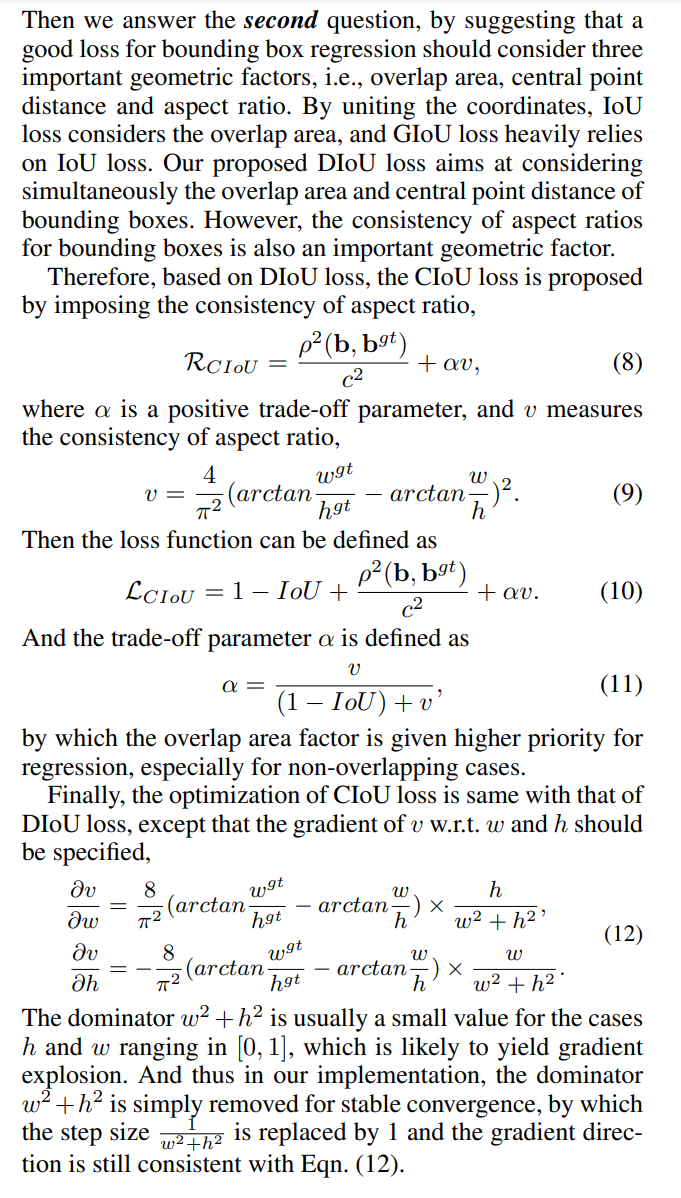 Then we answer the second question, by suggesting that a
good loss for bounding box regression should consider three
important geometric factors, i.e., overlap area, central point
distance and aspect ratio. By uniting the coordinates, IoU
loss considers the overlap area, and GIoU loss heavily relies
on IoU loss. Our proposed DIoU loss aims at considering
simultaneously the overlap area and central point distance of
bounding boxes. However, the consistency of aspect ratios
for bounding boxes is also an important geometric factor.
Therefore, based on DIoU loss, the CIoU loss is proposed
by imposing the consistency of aspect ratio,
$\mathcal{R}_{CIoU} = \frac{\rho^2(\mathbf{b}, \mathbf{b}^{gt})}{c^2} + \alpha v,$ (8)
where α is a positive trade-off parameter, and v measures
the consistency of aspect ratio,
$v = \frac{4}{\pi^2}(arctan\frac{w^{gt}}{h^{gt}} - arctan\frac{w}{h})^2.$ (9)
Then the loss function can be defined as
$\mathcal{L}_{CIoU} = 1 - IoU + \frac{\rho^2(\mathbf{b}, \mathbf{b}^{gt})}{c^2} + \alpha v.$ (10)
And the trade-off parameter α is defined as
$\alpha = \frac{v}{(1 - IoU) + v},$ (11)
by which the overlap area factor is given higher priority for
regression, especially for non-overlapping cases.
Finally, the optimization of CIoU loss is same with that of
DIoU loss, except that the gradient of v w.r.t. w and h should
be specified,
$\frac{\partial v}{\partial w} = \frac{8}{\pi^2}(arctan\frac{w^{gt}}{h^{gt}} - arctan\frac{w}{h}) \times \frac{h}{w^2 + h^2},$
$\frac{\partial v}{\partial h} = -\frac{8}{\pi^2}(arctan\frac{w^{gt}}{h^{gt}} - arctan\frac{w}{h}) \times \frac{w}{w^2 + h^2}.$ (12)
The dominator $w^2 + h^2$ is usually a small value for the cases
h and w ranging in [0, 1], which is likely to yield gradient
explosion. And thus in our implementation, the dominator
$w^2 + h^2$ is simply removed for stable convergence, by which
the step size $\frac{1}{w^2+h^2}$ is replaced by 1 and the gradient direc-
tion is still consistent with Eqn. (12).